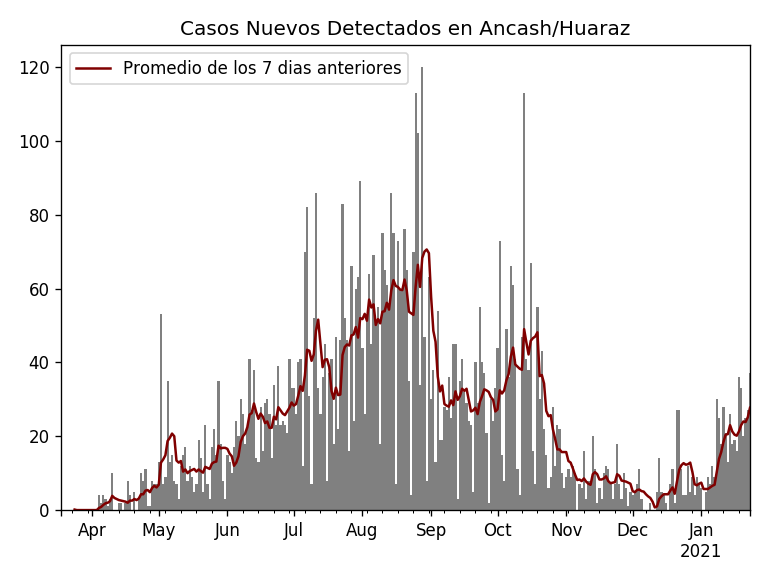 Casos Nuevos Detectados en Ancash/Huaraz
Promedio de los 7 dias anteriores
120
100
80
60
40
20
0
Apr May Jun Jul Aug Sep Oct Nov Dec Jan
2021